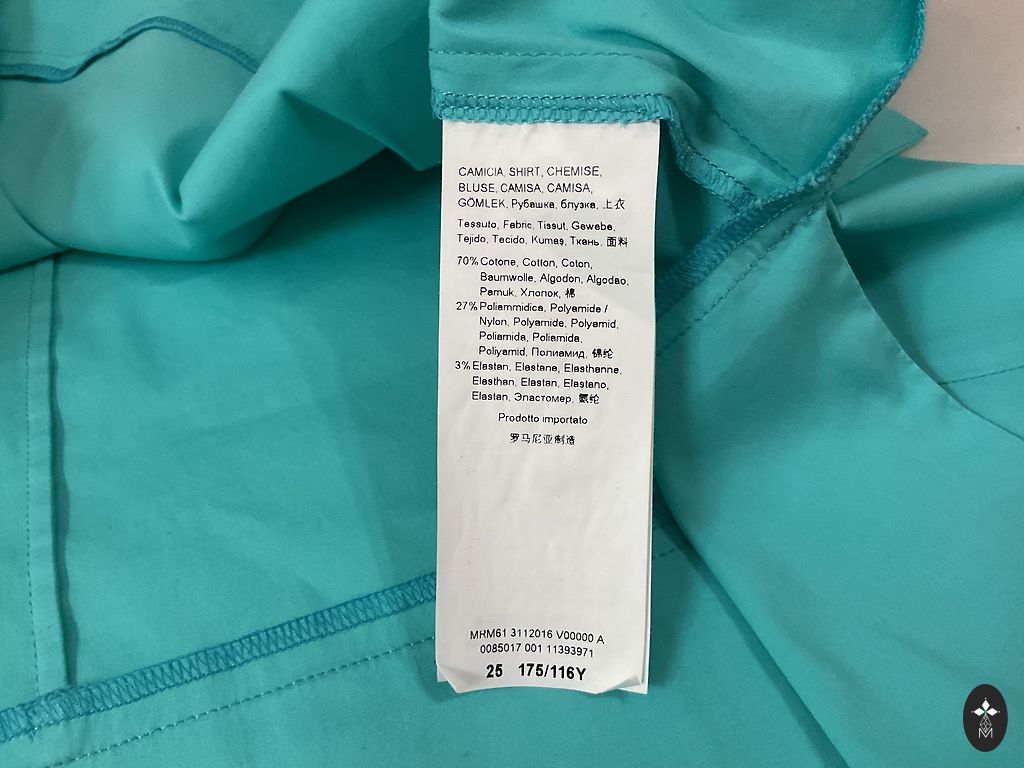 CAMICIA, SHIRT, CHEMISE,
BLUSE, CAMISA, CAMISA,
GÖMLEK, Рубашка, блузка, 上衣
Tessuto, Fabric, Tissut, Gewebe,
Tejido, Tecido, Kumaş, Ткань, 面料
70% Cotone, Cotton, Coton,
Baumwolle, Algodon, Algodao,
Pamuk, Хлопок, 棉
27% Poliammidica, Polyamide /
Nylon, Polyamide, Polyamid,
Poliamida, Poliamida,
Poliyamid, Полиамид, 锦纶
3% Elastan, Elastane, Elasthanne,
Elasthan, Elastan, Elastano,
Elastan, Эластомер, 氨纶
Prodotto importato
罗马尼亚制造
MRM61 3112016 V00000 A
0085017 001 11393971
25 175/116Y
M